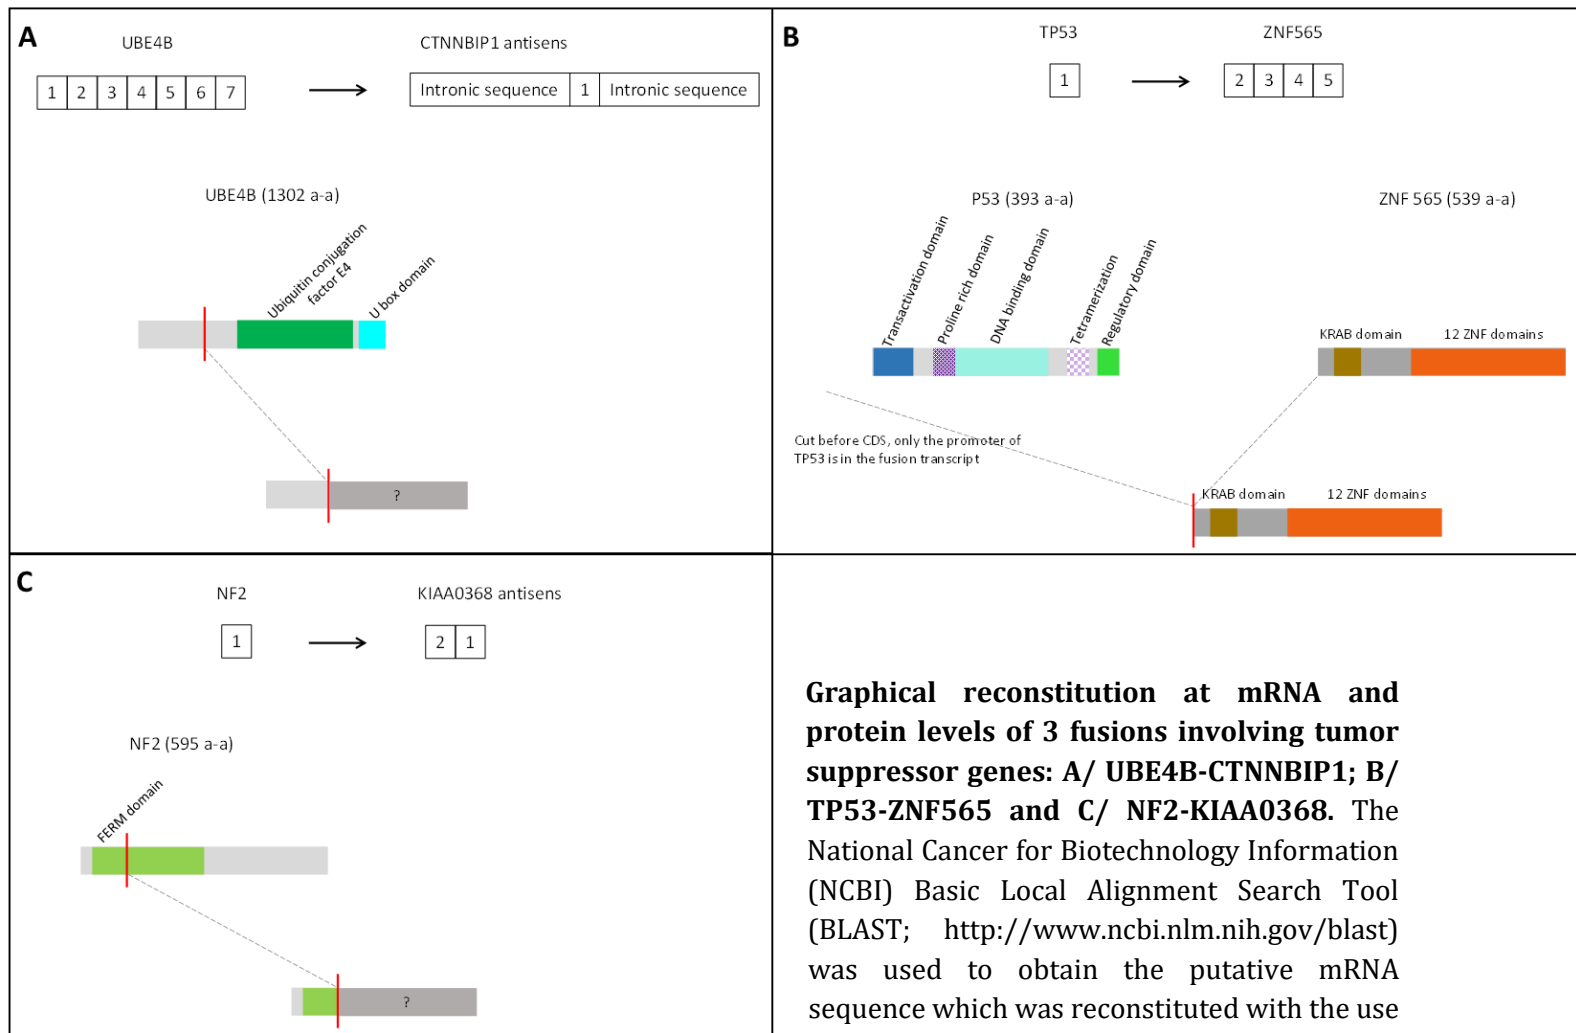 A
UBE4B
CTNNBIP1 antisens
1 2 3 4 5 6 7
Intronic sequence 1 Intronic sequence
UBE4B (1302 a-a)
Ubiquitin conjugation
factor E4
U box domain
?
B
TP53
ZNF565
1
2 3 4 5
P53 (393 a-a)
ZNF 565 (539 a-a)
Transactivation domain
Proline rich domain
DNA binding domain
Tetramerization
Regulatory domain
KRAB domain
12 ZNF domains
Cut before CDS, only the promoter of
TP53 is in the fusion transcript
KRAB domain
12 ZNF domains
C
NF2
KIAA0368 antisens
1
2 1
NF2 (595 a-a)
FERM domain
?
Graphical reconstitution at mRNA and
protein levels of 3 fusions involving tumor
suppressor genes: A/ UBE4B-CTNNBIP1; B/
TP53-ZNF565 and C/ NF2-KIAA0368. The
National Cancer for Biotechnology Information
(NCBI) Basic Local Alignment Search Tool
(BLAST; http://www.ncbi.nlm.nih.gov/blast)
was used to obtain the putative mRNA
sequence which was reconstituted with the use